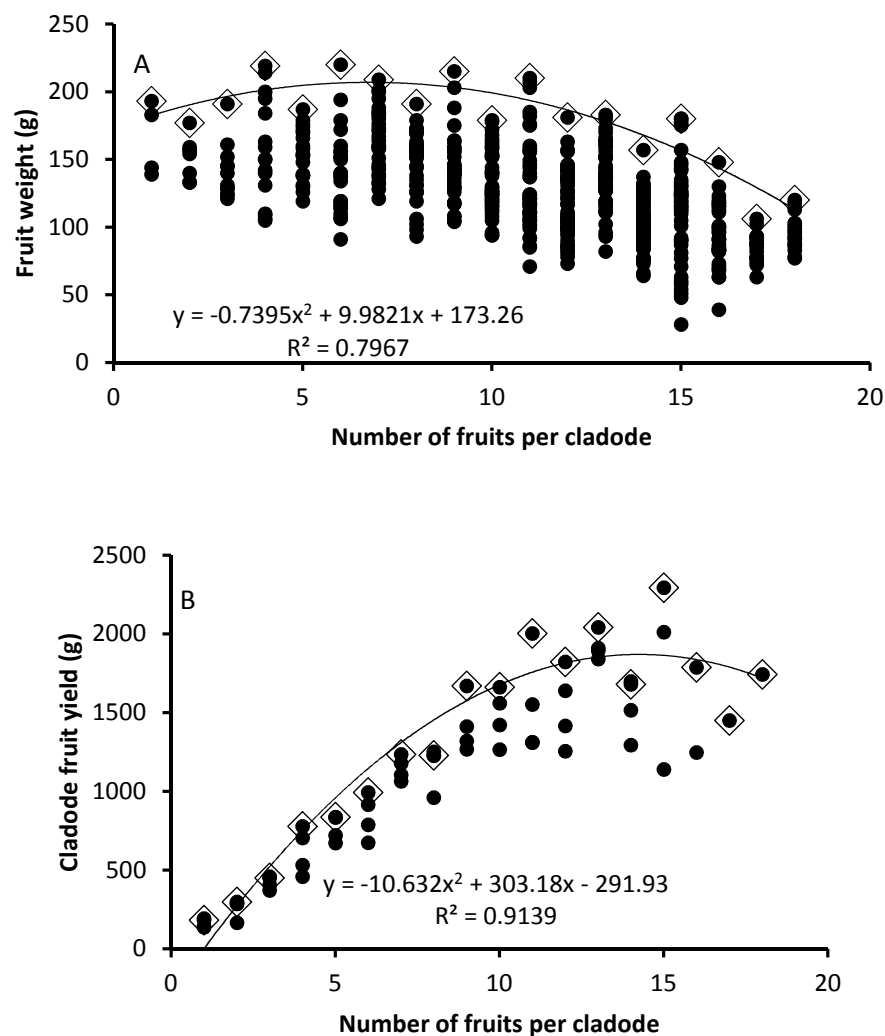 A
250
200
150
100
50
0
Fruit weight (g)
y = -0.7395x² + 9.9821x + 173.26
R² = 0.7967
0 5 10 15 20
Number of fruits per cladode
B
2500
2000
1500
1000
500
0
Cladode fruit yield (g)
y = -10.632x² + 303.18x - 291.93
R² = 0.9139
0 5 10 15 20
Number of fruits per cladode